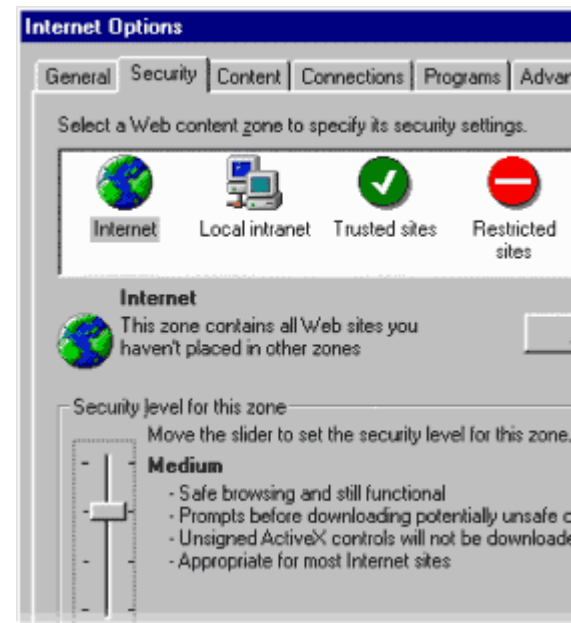 Internet Options
General Security Content Connections Programs Advan
Select a Web content zone to specify its security settings.
Internet Local intranet Trusted sites Restricted
sites
Internet
This zone contains all Web sites you
haven't placed in other zones
Security level for this zone
Move the slider to set the security level for this zone.
Medium
- Safe browsing and still functional
- Prompts before downloading potentially unsafe c
- Unsigned ActiveX controls will not be downloade
- Appropriate for most Internet sites